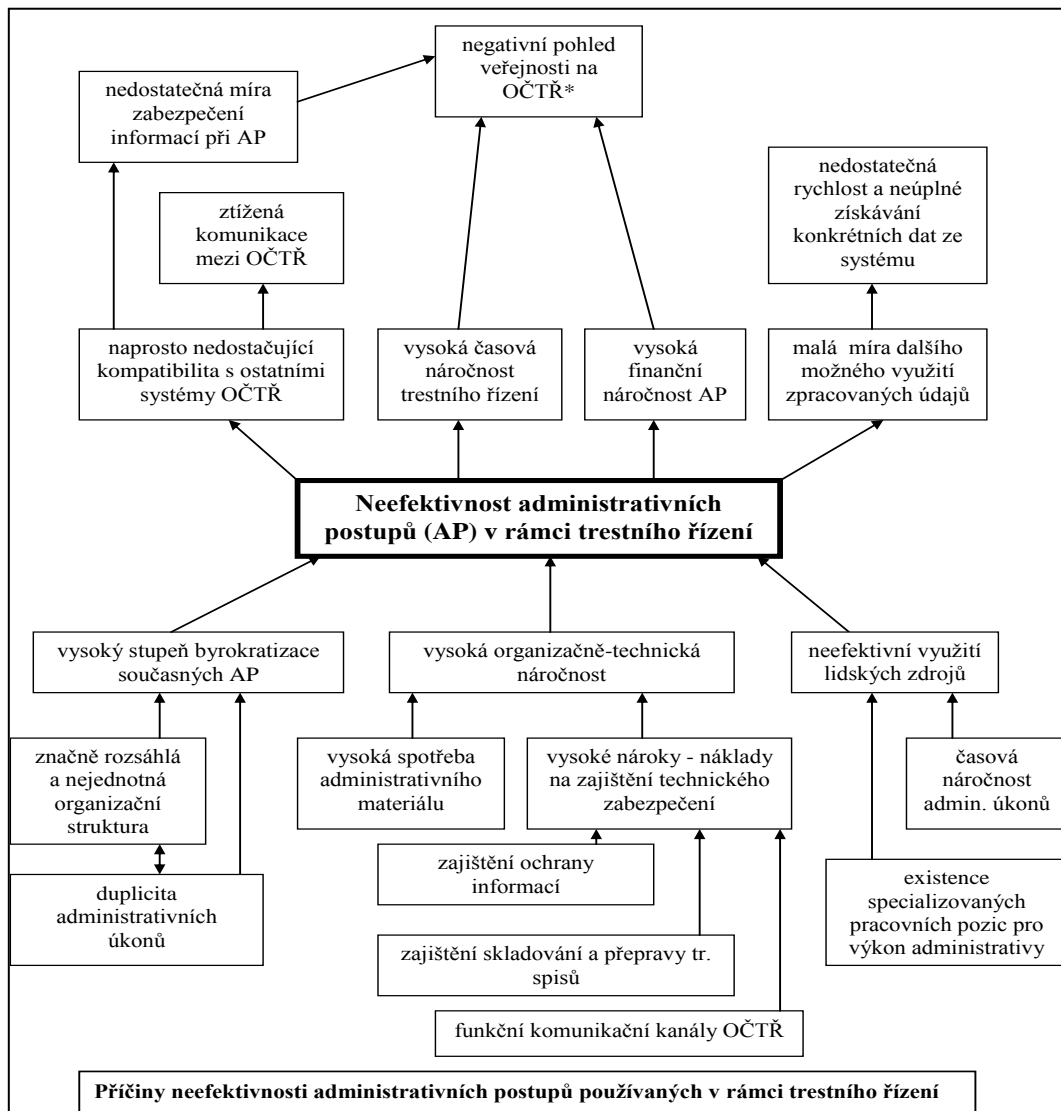 negativní pohled
veřejnosti na
OČTŘ*
nedostatečná míra
zabezpečení
informací při AP
nedostatečná
rychlost a neúplné
získávání
konkrétních dat ze
systému
ztížená
komunikace
mezi OČTŘ
naprosto nedostačující
kompatibilita s ostatními
systémy OČTŘ
vysoká časová
náročnost
trestního řízení
vysoká
finanční
náročnost AP
malá míra dalšího
možného využití
zpracovaných údajů
Neefektivnost administrativních
postupů (AP) v rámci trestního řízení
vysoký stupeň byrokratizace
současných AP
vysoká organizačně-technická
náročnost
neefektivní využití
lidských zdrojů
značně rozsáhlá
a nejednotná
organizační
struktura
vysoká spotřeba
administrativního
materiálu
vysoké nároky - náklady
na zajištění technického
zabezpečení
časová
náročnost
admin. úkonů
duplicita
administrativních
úkonů
zajištění ochrany
informací
existence
specializovaných
pracovních pozic pro
výkon administrativy
zajištění skladování a přepravy tr.
spisů
funkční komunikační kanály OČTŘ
Příčiny neefektivnosti administrativních postupů používaných v rámci trestního řízení